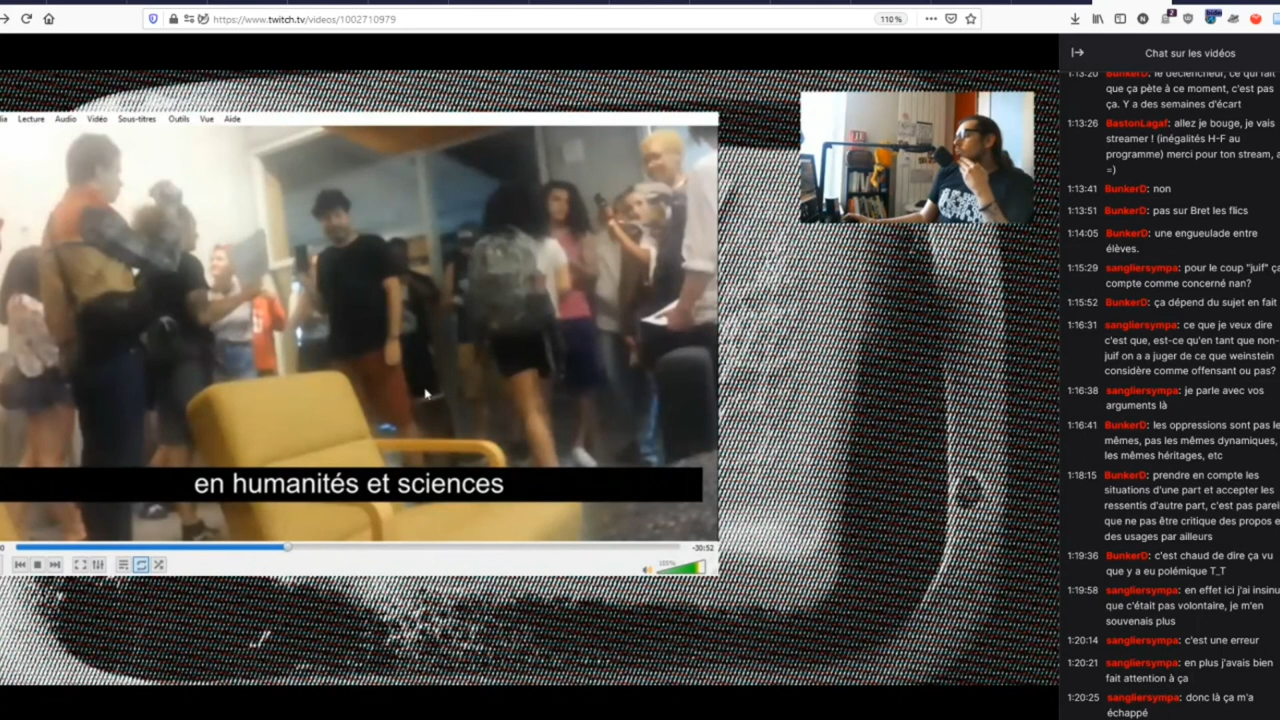 https://www.twitch.tv/videos/1002710979
110 %
Chat sur les vidéos
Lecture Audio Vidéo Sous-titres Outils Vue Aide
en humanités et sciences
-30:52
100%
1:13:20 BunkerD: le déclencheur, ce qui fait
que ça pète à ce moment, c'est pas
ça. Y a des semaines d'écart
1:13:26 BastonLagaf: allez je bouge, je vais
streamer ! (inégalités H-F au
programme) merci pour ton stream, a
=)
1:13:41 BunkerD: non
1:13:51 BunkerD: pas sur Bret les flics
1:14:05 BunkerD: une engueulade entre
élèves.
1:15:29 sangliersympa: pour le coup "juif" ça
compte comme concerné nan?
1:15:52 BunkerD: ça dépend du sujet en fait
1:16:31 sangliersympa: ce que je veux dire
c'est que, est-ce qu'en tant que non-
juif on a a juger de ce que weinstein
considère comme offensant ou pas?
1:16:38 sangliersympa: je parle avec vos
arguments là
1:16:41 BunkerD: les oppressions sont pas le
mêmes, pas les mêmes dynamiques,
les mêmes héritages, etc
1:18:15 BunkerD: prendre en compte les
situations d'une part et accepter les
ressentis d'autre part, c'est pas parei
que ne pas être critique des propos e
des usages par ailleurs
1:19:36 BunkerD: c'est chaud de dire ça vu
que y a eu polémique T_T
1:19:58 sangliersympa: en effet ici j'ai insinu
que c'était pas volontaire, je m'en
souvenais plus
1:20:14 sangliersympa: c'est une erreur
1:20:21 sangliersympa: en plus j'avais bien
fait attention à ça
1:20:25 sangliersympa: donc là ça m'a
échappé